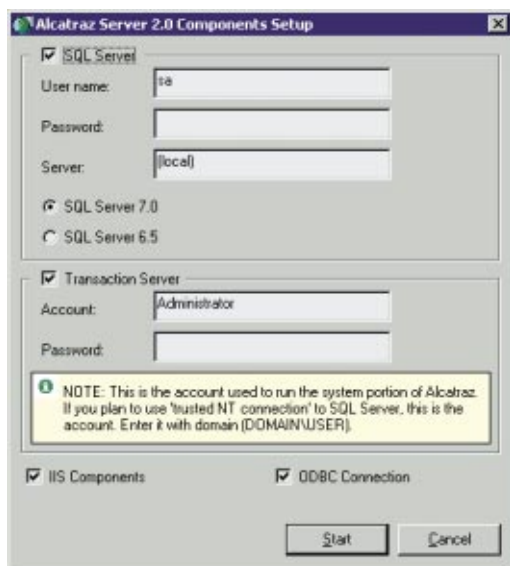 Alcatraz Server 2.0 Components Setup
SQL Server
User name: sa
Password:
Server: (local)
SQL Server 7.0
SQL Server 6.5
Transaction Server
Account: Administrator
Password:
NOTE: This is the account used to run the system portion of Alcatraz.
If you plan to use 'trusted NT connection' to SQL Server, this is the
account. Enter it with domain (DOMAIN\USER).
IIS Components ODBC Connection
Start Cancel